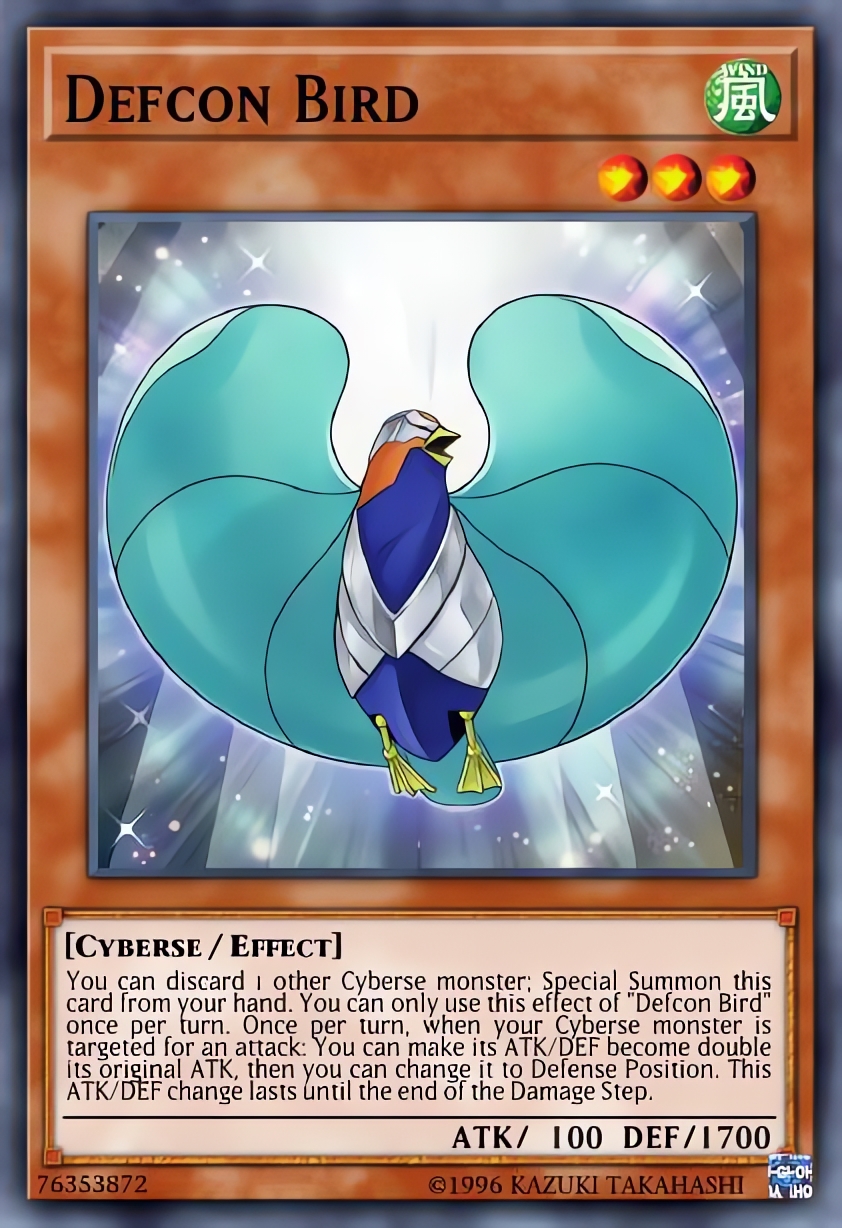 DEFCON BIRD
WIND
風
[CYBERSE / EFFECT]
You can discard 1 other Cyberse monster; Special Summon this
card from your hand. You can only use this effect of "Defcon Bird"
once per turn. Once per turn, when your Cyberse monster is
targeted for an attack: You can make its ATK/DEF become double
its original ATK, then you can change it to Defense Position. This
ATK/DEF change lasts until the end of the Damage Step.
ATK/ 100 DEF/1700
76353872 ©1996 KAZUKI TAKAHASHI